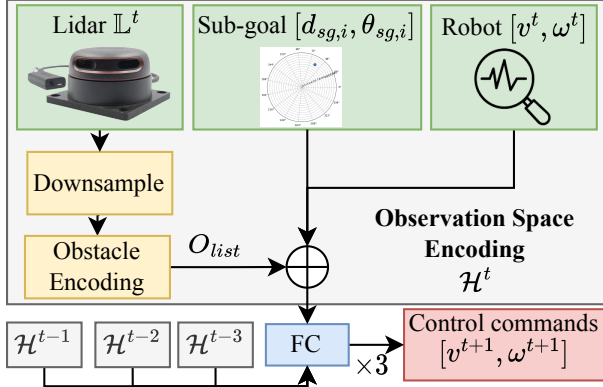 Lidar 𝕃^t
Sub-goal [d_{sg,i}, θ_{sg,i}]
Robot [v^t, ω^t]
Downsample
Obstacle
Encoding
O_{list}
Observation Space
Encoding
ℋ^t
ℋ^{t−1}
ℋ^{t−2}
ℋ^{t−3}
FC
×3
Control commands
[v^{t+1}, ω^{t+1}]